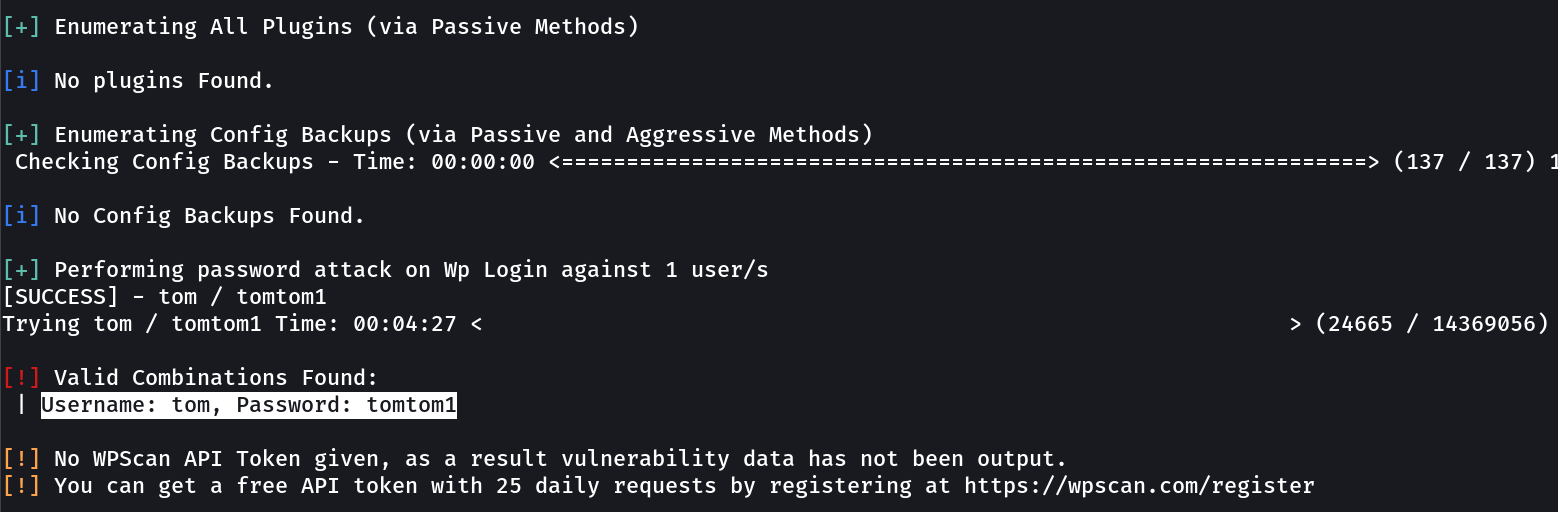 [+] Enumerating All Plugins (via Passive Methods)
[i] No plugins Found.
[+] Enumerating Config Backups (via Passive and Aggressive Methods)
Checking Config Backups - Time: 00:00:00 <==============================================================> (137 / 137) 1
[i] No Config Backups Found.
[+] Performing password attack on Wp Login against 1 user/s
[SUCCESS] - tom / tomtom1
Trying tom / tomtom1 Time: 00:04:27 <                                                              > (24665 / 14369056)
[!] Valid Combinations Found:
| Username: tom, Password: tomtom1
[!] No WPScan API Token given, as a result vulnerability data has not been output.
[!] You can get a free API token with 25 daily requests by registering at https://wpscan.com/register